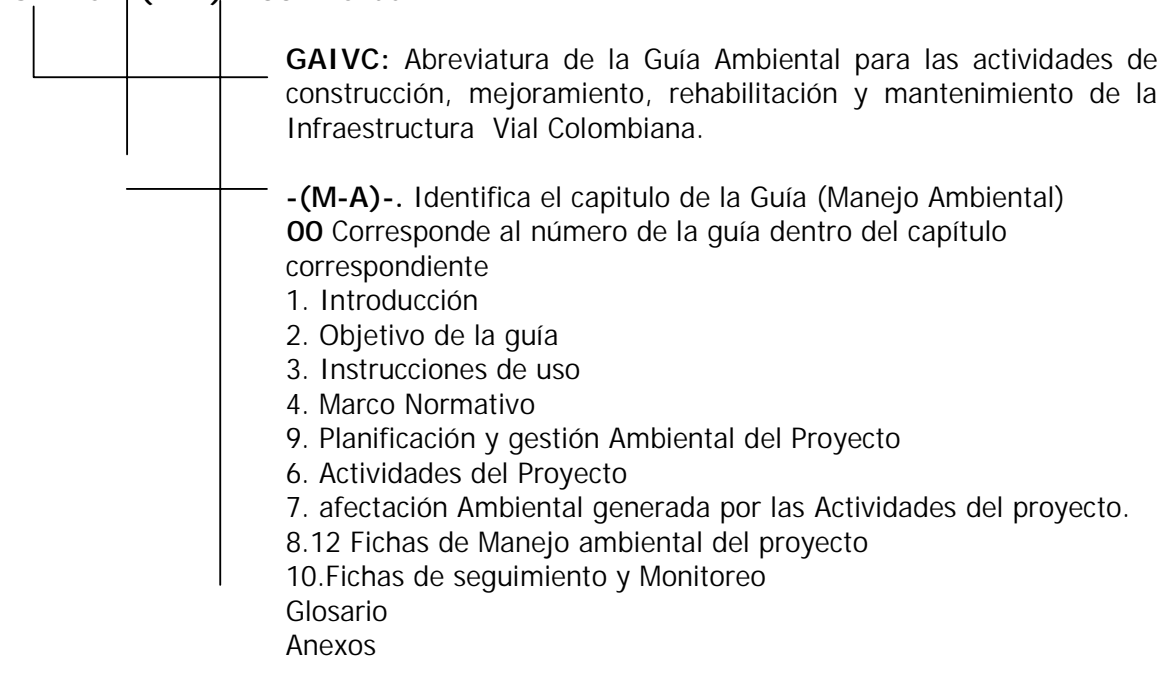 GAIVC: Abreviatura de la Guía Ambiental para las actividades de
construcción, mejoramiento, rehabilitación y mantenimiento de la
Infraestructura Vial Colombiana.
-(M-A)-. Identifica el capitulo de la Guía (Manejo Ambiental)
00 Corresponde al número de la guía dentro del capítulo
correspondiente
1. Introducción
2. Objetivo de la guía
3. Instrucciones de uso
4. Marco Normativo
9. Planificación y gestión Ambiental del Proyecto
6. Actividades del Proyecto
7. afectación Ambiental generada por las Actividades del proyecto.
8.12 Fichas de Manejo ambiental del proyecto
10.Fichas de seguimiento y Monitoreo
Glosario
Anexos